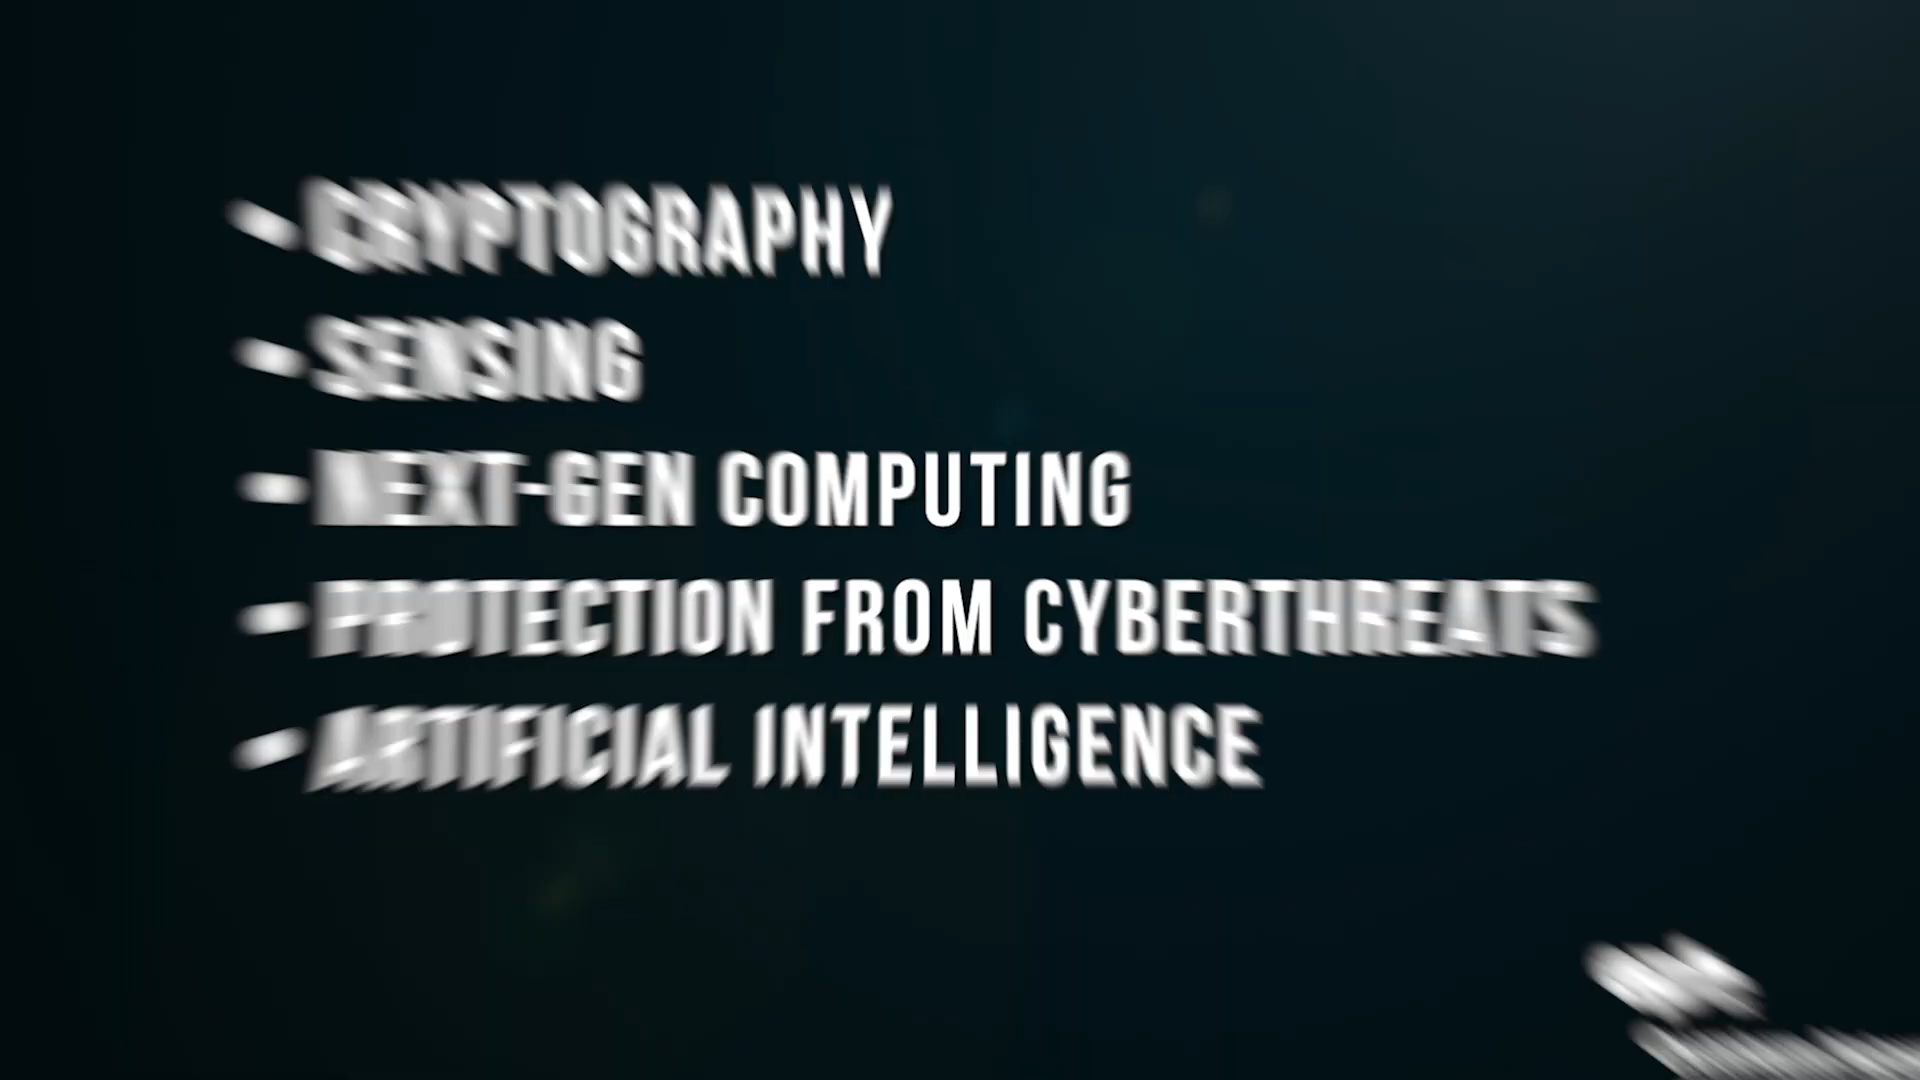 - CRYPTOGRAPHY
- SENSING
- NEXT-GEN COMPUTING
- PROTECTION FROM CYBERTHREATS
- ARTIFICIAL INTELLIGENCE